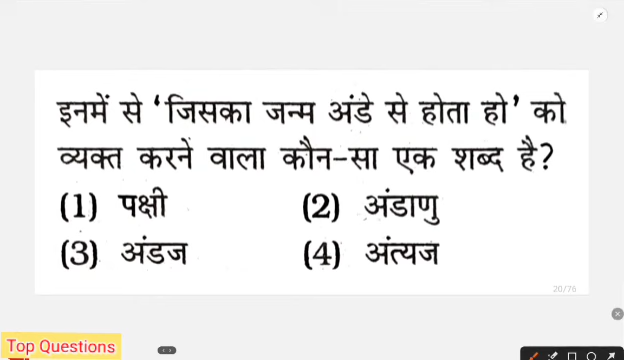 इनमें से 'जिसका जन्म अंडे से होता हो' को
व्यक्त करने वाला कौन-सा एक शब्द है?
(1) पक्षी (2) अंडाणु
(3) अंडज (4) अंत्यज
20/76
Top Questions